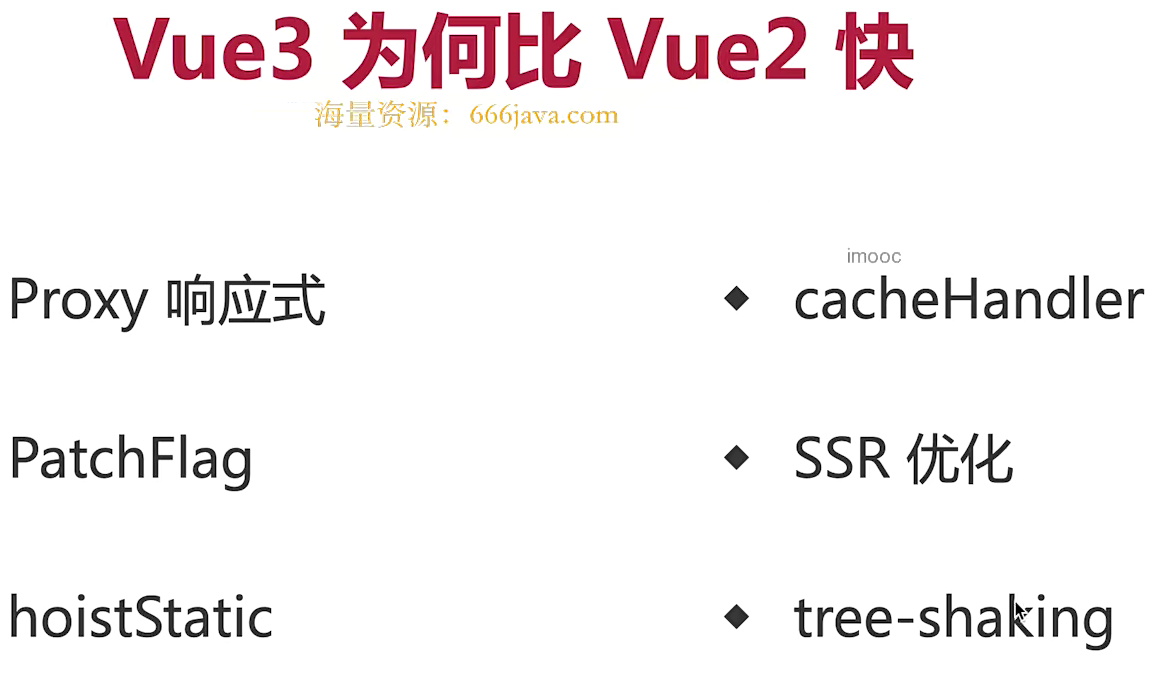 Vue3 为何比 Vue2 快
海量资源：666java.com
Proxy 响应式
PatchFlag
hoistStatic
imooc
◆ cacheHandler
◆ SSR 优化
◆ tree-shaking